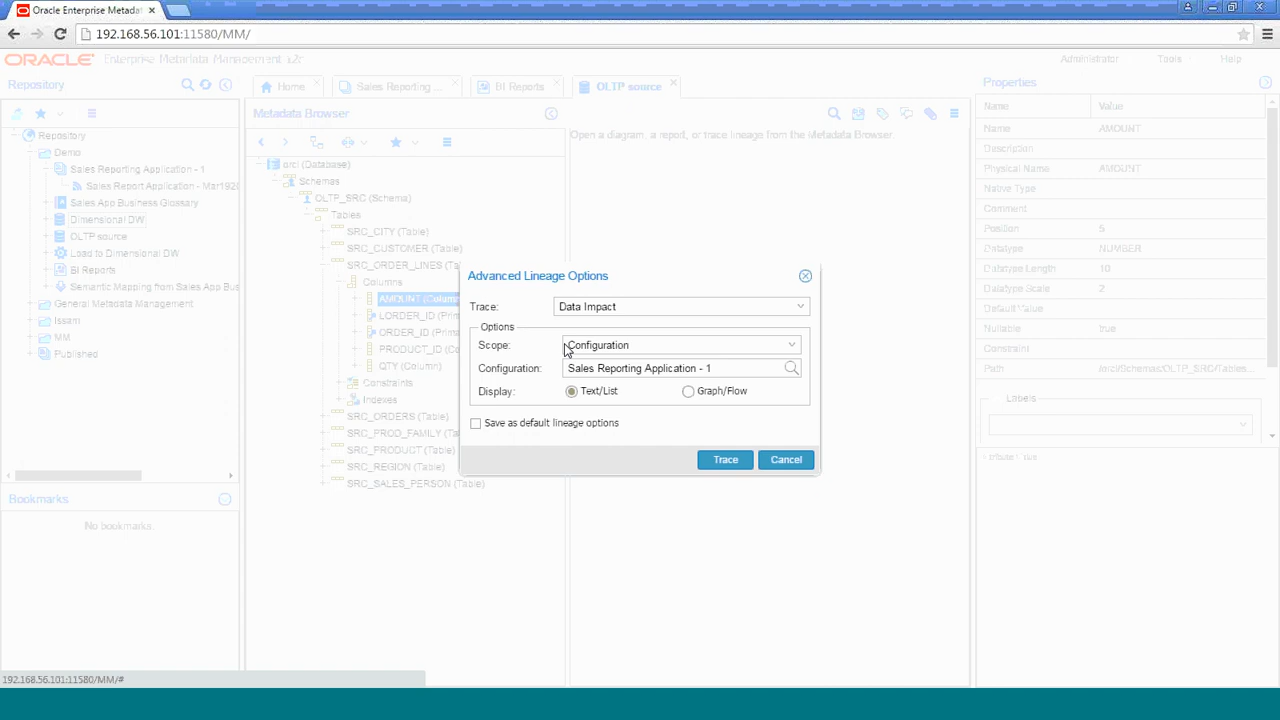 Oracle Enterprise Metad
192.168.56.101:11580/MM/
ORACLE Enterprise Metadata Management 12c
Administrator
Tools
Help
Repository
Home
Sales Reporting ...
BI Reports
OLTP source
Properties
Metadata Browser
Name Value
Name AMOUNT
Description
Physical Name AMOUNT
Native Type
Comment
Position 5
Datatype NUMBER
Datatype Length 10
Datatype Scale 2
Default Value
Nullable true
Constraint
Path /orcl/Schemas/OLTP_SRC/Tables...
Labels
Repository
Demo
Sales Reporting Application - 1
Sales Report Application - Mar1920
Sales App Business Glossary
Dimensional DW
OLTP source
Load to Dimensional DW
BI Reports
Semantic Mapping from Sales App Bus
General Metadata Management
Issam
MM
Published
Bookmarks
No bookmarks.
Open a diagram, a report, or trace lineage from the Metadata Browser.
orcl (Database)
Schemas
OLTP_SRC (Schema)
Tables
SRC_CITY (Table)
SRC_CUSTOMER (Table)
SRC_ORDER_LINES (Ta
Columns
AMOUNT (Column
LORDER_ID (Prim
ORDER_ID (Prima
PRODUCT_ID (Co
QTY (Column)
Constraints
Indexes
SRC_ORDERS (Table)
SRC_PROD_FAMILY (T
SRC_PRODUCT (Table)
SRC_REGION (Table)
SRC_SALES_PERSON (Table)
Advanced Lineage Options
Trace: Data Impact
Options
Scope: Configuration
Configuration: Sales Reporting Application - 1
Display: Text/List Graph/Flow
Save as default lineage options
Trace Cancel
192.168.56.101:11580/MM/#